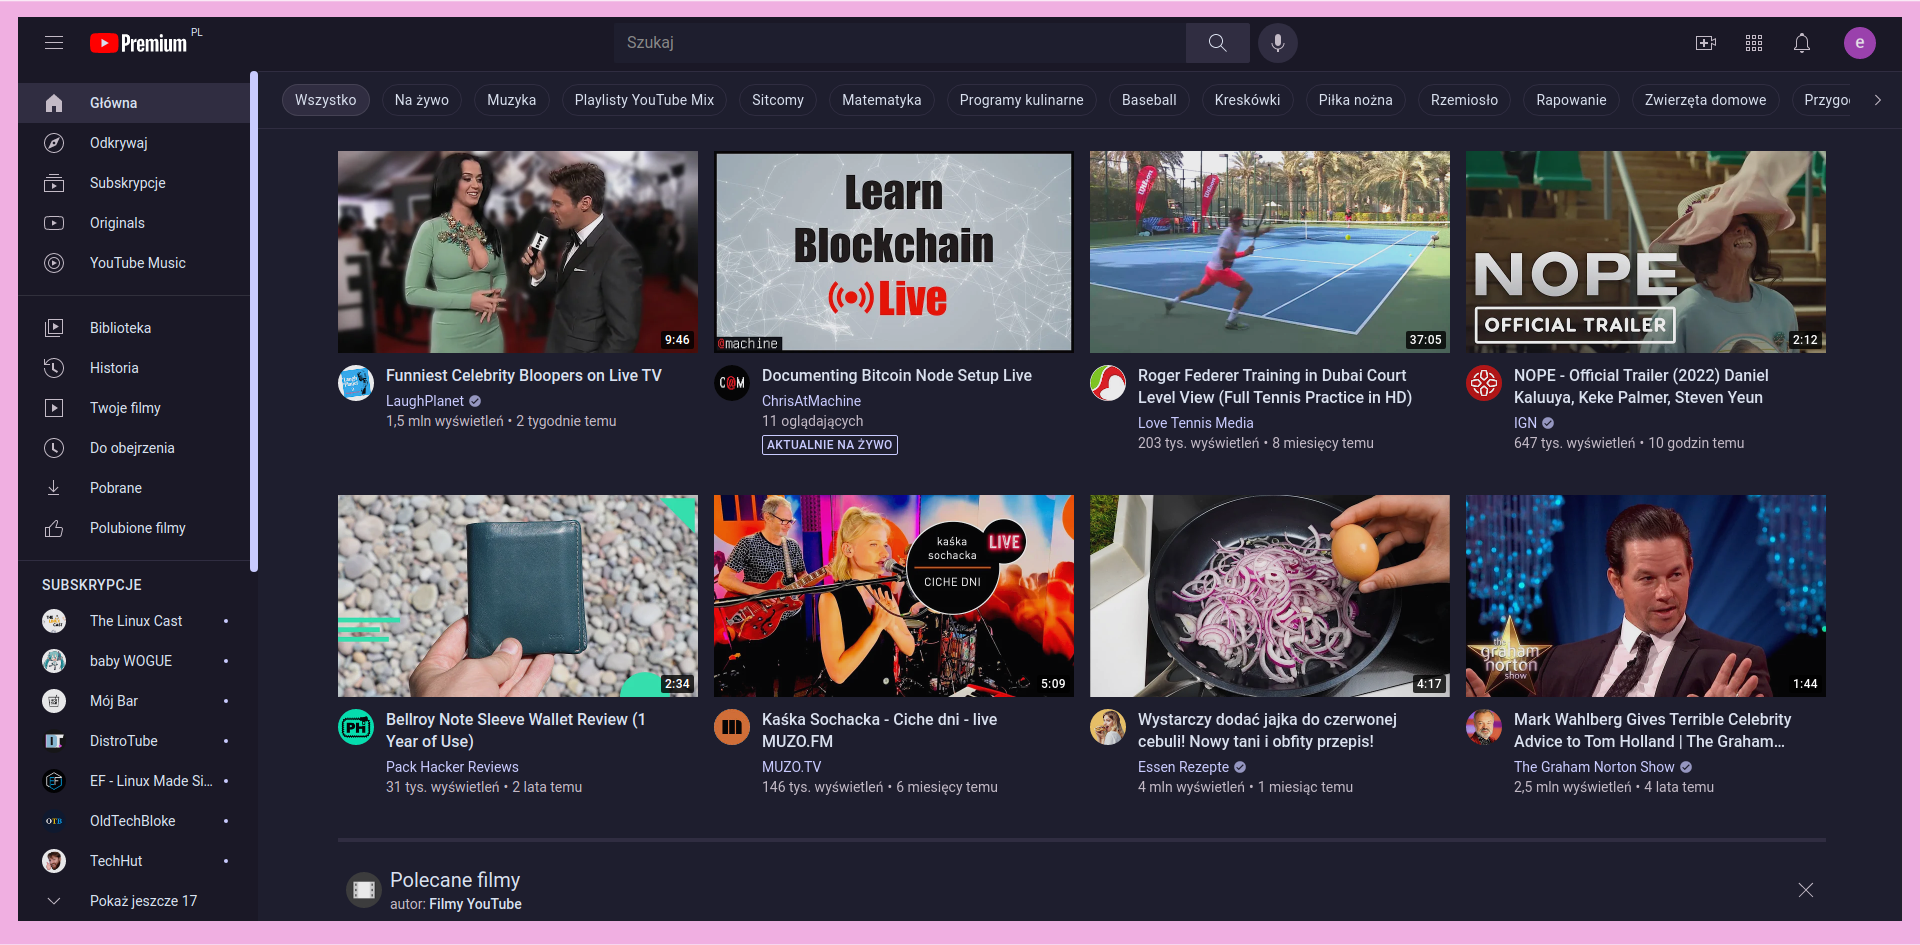 Premium PL
Szukaj
e
Główna
Odkrywaj
Subskrypcje
Originals
YouTube Music
Biblioteka
Historia
Twoje filmy
Do obejrzenia
Pobrane
Polubione filmy
SUBSKRYPCJE
The Linux Cast
baby WOGUE
Mój Bar
DistroTube
EF - Linux Made Si...
OldTechBloke
TechHut
Pokaż jeszcze 17
Wszystko
Na żywo
Muzyka
Playlisty YouTube Mix
Sitcomy
Matematyka
Programy kulinarne
Baseball
Kreskówki
Piłka nożna
Rzemiosło
Rapowanie
Zwierzęta domowe
Przygo
9:46
Funniest Celebrity Bloopers on Live TV
LaughPlanet
1,5 mln wyświetleń • 2 tygodnie temu
Learn
Blockchain
Live
@machine
C@M
Documenting Bitcoin Node Setup Live
ChrisAtMachine
11 oglądających
AKTUALNIE NA ŻYWO
Wilson
Wilson
37:05
Roger Federer Training in Dubai Court
Level View (Full Tennis Practice in HD)
Love Tennis Media
203 tys. wyświetleń • 8 miesięcy temu
NOPE
OFFICIAL TRAILER
2:12
NOPE - Official Trailer (2022) Daniel
Kaluuya, Keke Palmer, Steven Yeun
IGN
647 tys. wyświetleń • 10 godzin temu
2:34
PH
Bellroy Note Sleeve Wallet Review (1
Year of Use)
Pack Hacker Reviews
31 tys. wyświetleń • 2 lata temu
kaśka
sochacka
LIVE
CICHE DNI
5:09
Kaśka Sochacka - Ciche dni - live
MUZO.FM
MUZO.TV
146 tys. wyświetleń • 6 miesięcy temu
4:17
Wystarczy dodać jajka do czerwonej
cebuli! Nowy tani i obfity przepis!
Essen Rezepte
4 mln wyświetleń • 1 miesiąc temu
the
graham
norton
show
1:44
Mark Wahlberg Gives Terrible Celebrity
Advice to Tom Holland | The Graham...
The Graham Norton Show
2,5 mln wyświetleń • 4 lata temu
Polecane filmy
autor: Filmy YouTube